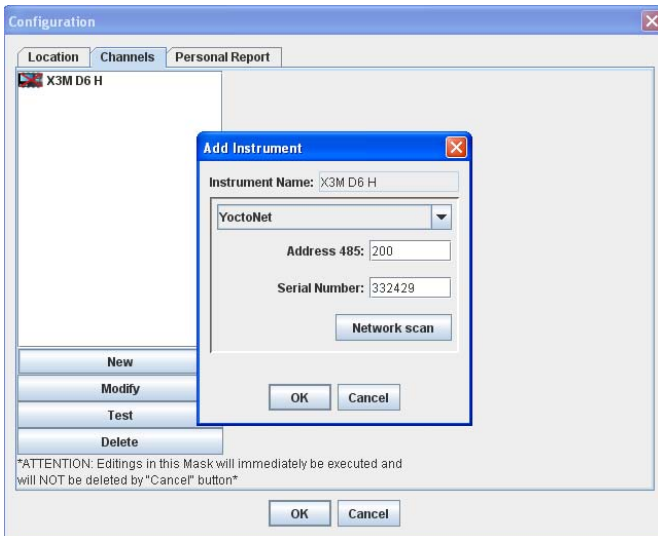 Configuration
Location Channels Personal Report
X3M D6 H
Add Instrument
Instrument Name: X3M D6 H
YoctoNet
Address 485: 200
Serial Number: 332429
Network scan
OK Cancel
New
Modify
Test
Delete
*ATTENTION: Editings in this Mask will immediately be executed and
will NOT be deleted by "Cancel" button*
OK Cancel